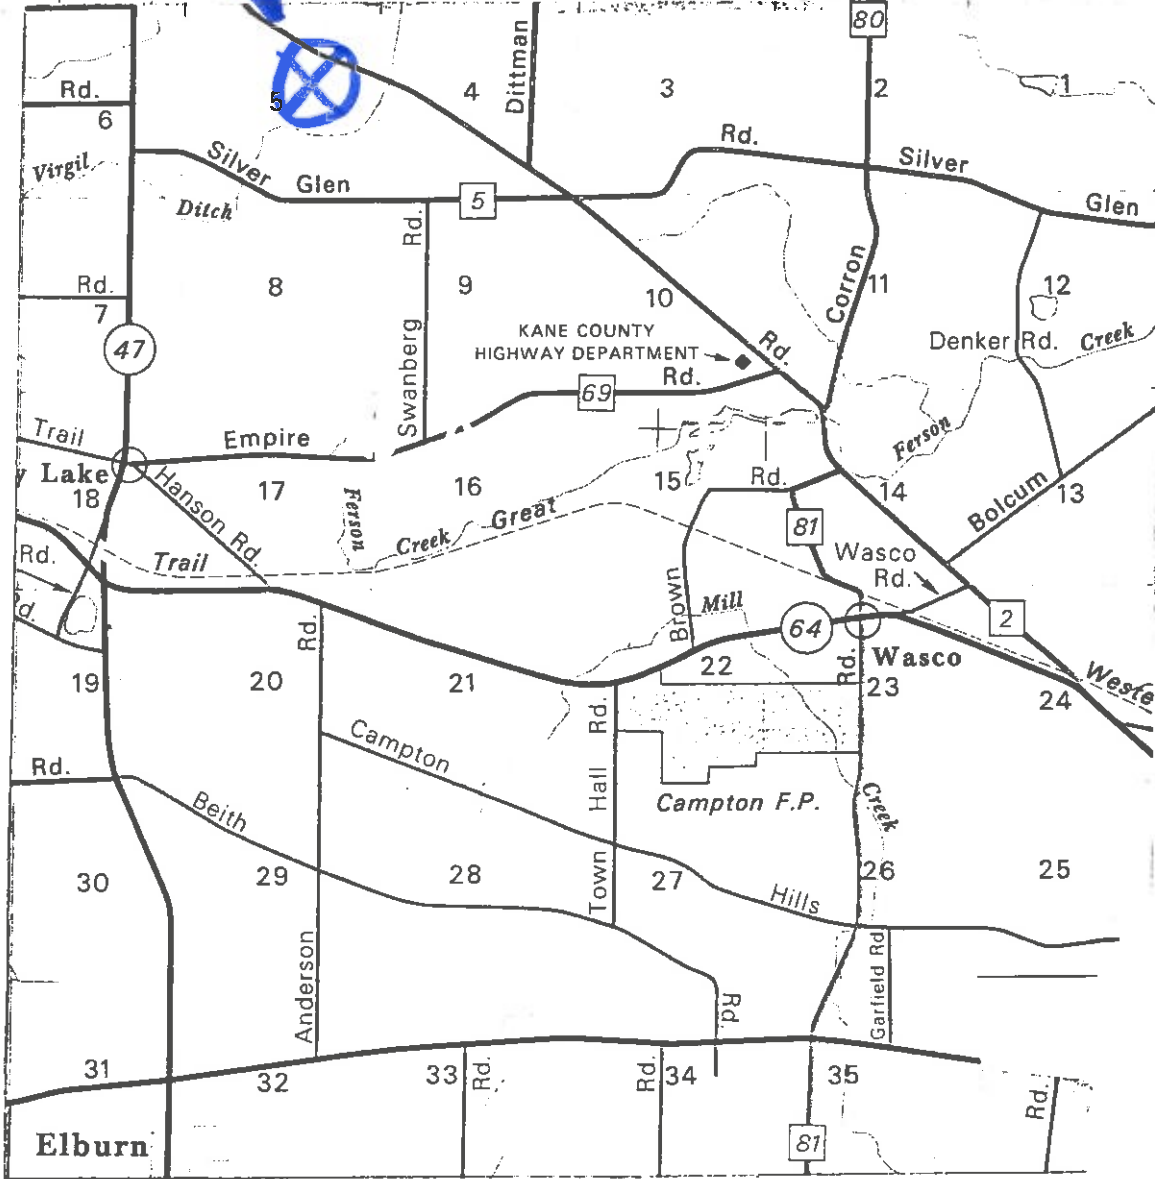 80
1
Rd.
5
4
Dittman
3
2
1
6
Rd.
Silver
Silver
Virgil
Glen
5
Glen
Ditch
Rd.
Corron
Rd.
8
9
10
11
12
7
47
KANE COUNTY
HIGHWAY DEPARTMENT
Rd.
Denker Rd.
Creek
Swanberg
69
Rd.
Trail
Empire
Ferson
y Lake
Hanson Rd.
18
17
16
15
Rd.
14
13
Bolcum
Ferson
Creek
Great
81
Rd.
Trail
Wasco
Rd.
Rd.
Brown
Mill
64
2
Rd.
Wasco
19
20
21
22
Rd.
23
24
Weste
Rd.
Campton
Rd.
Hall
Beith
Campton F.P.
Creek
30
29
28
Town
27
26
25
Hills
Anderson
Rd.
Garfield Rd
31
32
33
Rd.
Rd.
34
35
Rd.
Elburn
81